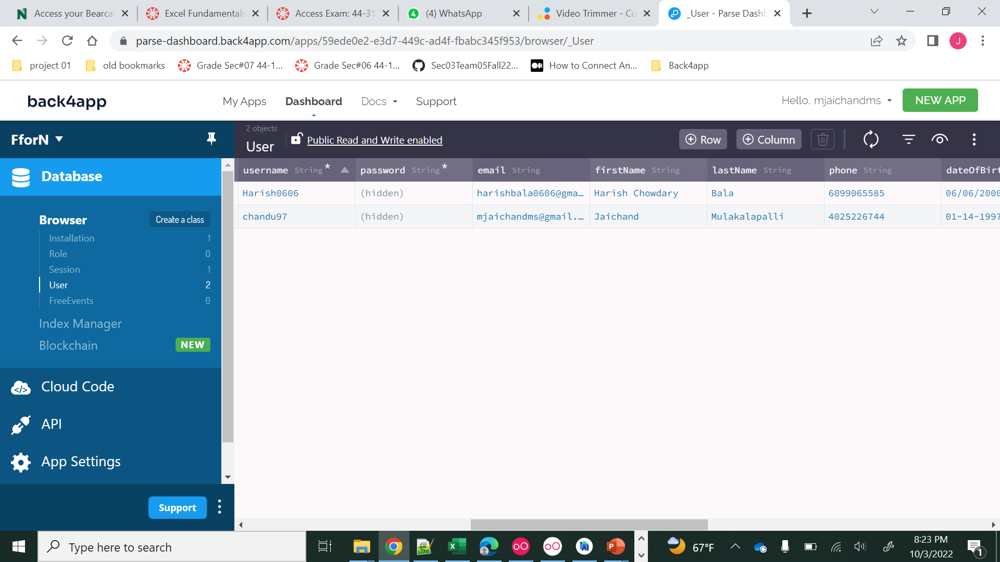 Access your Bearca
Excel Fundamentals
Access Exam: 44-31
(4) WhatsApp
Video Trimmer - Cu
_User - Parse Dashb
parse-dashboard.back4app.com/apps/59ede0e2-e3d7-449c-ad4f-fbabc345f953/browser/_User
J
project 01
old bookmarks
Grade Sec#07 44-1...
Grade Sec#06 44-1...
Sec03Team05Fall22...
How to Connect An...
Back4app
back4app
My Apps
Dashboard
Docs
Support
Hello, mjaichandms
NEW APP
FforN
2 objects
User
Public Read and Write enabled
Row
Column
Database
Browser
Create a class
Installation 1
Role 0
Session 1
User 2
FreeEvents 0
Index Manager
Blockchain NEW
Cloud Code
API
App Settings
Support
username String * password String * email String firstName String lastName String phone String dateOfBirt
Harish0606 (hidden) harishbala0606@gma... Harish Chowdary Bala 6099065585 06/06/2000
chandu97 (hidden) mjaichandms@gmail.... Jaichand Mulakalapalli 4025226744 01-14-1997
Type here to search
67°F
8:23 PM
10/3/2022
1